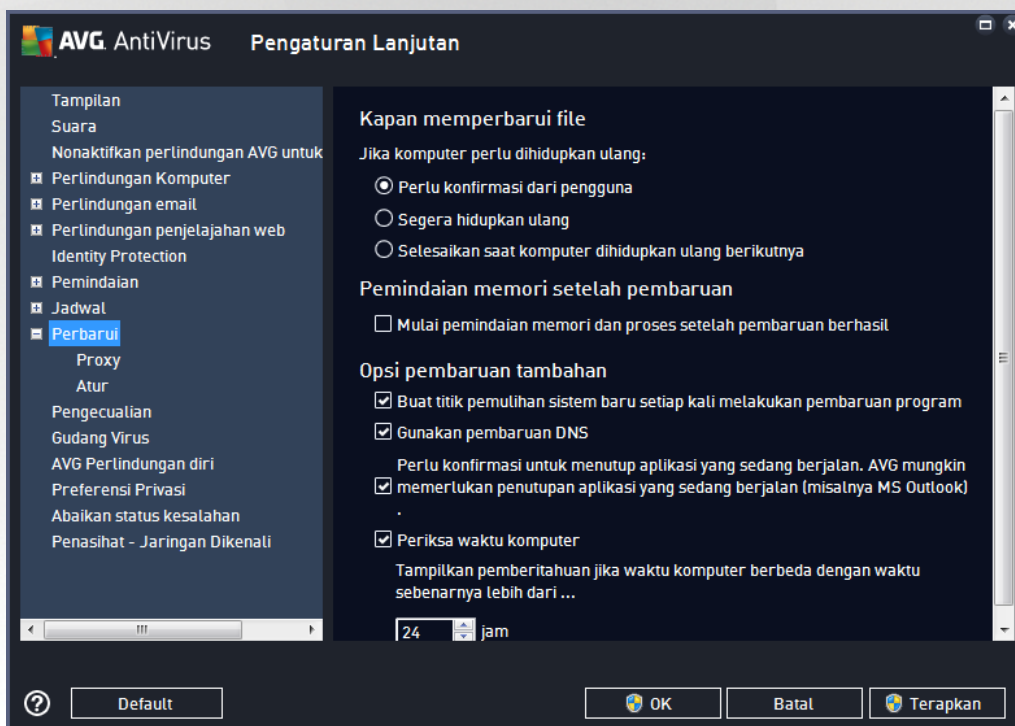 AVG. AntiVirus Pengaturan Lanjutan
Tampilan
Suara
Nonaktifkan perlindungan AVG untuk
Perlindungan Komputer
Perlindungan email
Perlindungan penjelajahan web
Identity Protection
Pemindaian
Jadwal
Perbarui
Proxy
Atur
Pengecualian
Gudang Virus
AVG Perlindungan diri
Preferensi Privasi
Abaikan status kesalahan
Penasihat - Jaringan Dikenali
Kapan memperbarui file
Jika komputer perlu dihidupkan ulang:
Perlu konfirmasi dari pengguna
Segera hidupkan ulang
Selesaikan saat komputer dihidupkan ulang berikutnya
Pemindaian memori setelah pembaruan
Mulai pemindaian memori dan proses setelah pembaruan berhasil
Opsi pembaruan tambahan
Buat titik pemulihan sistem baru setiap kali melakukan pembaruan program
Gunakan pembaruan DNS
Perlu konfirmasi untuk menutup aplikasi yang sedang berjalan. AVG mungkin
memerlukan penutupan aplikasi yang sedang berjalan (misalnya MS Outlook)
.
Periksa waktu komputer
Tampilkan pemberitahuan jika waktu komputer berbeda dengan waktu
sebenarnya lebih dari ...
24 jam
? Default OK Batal Terapkan